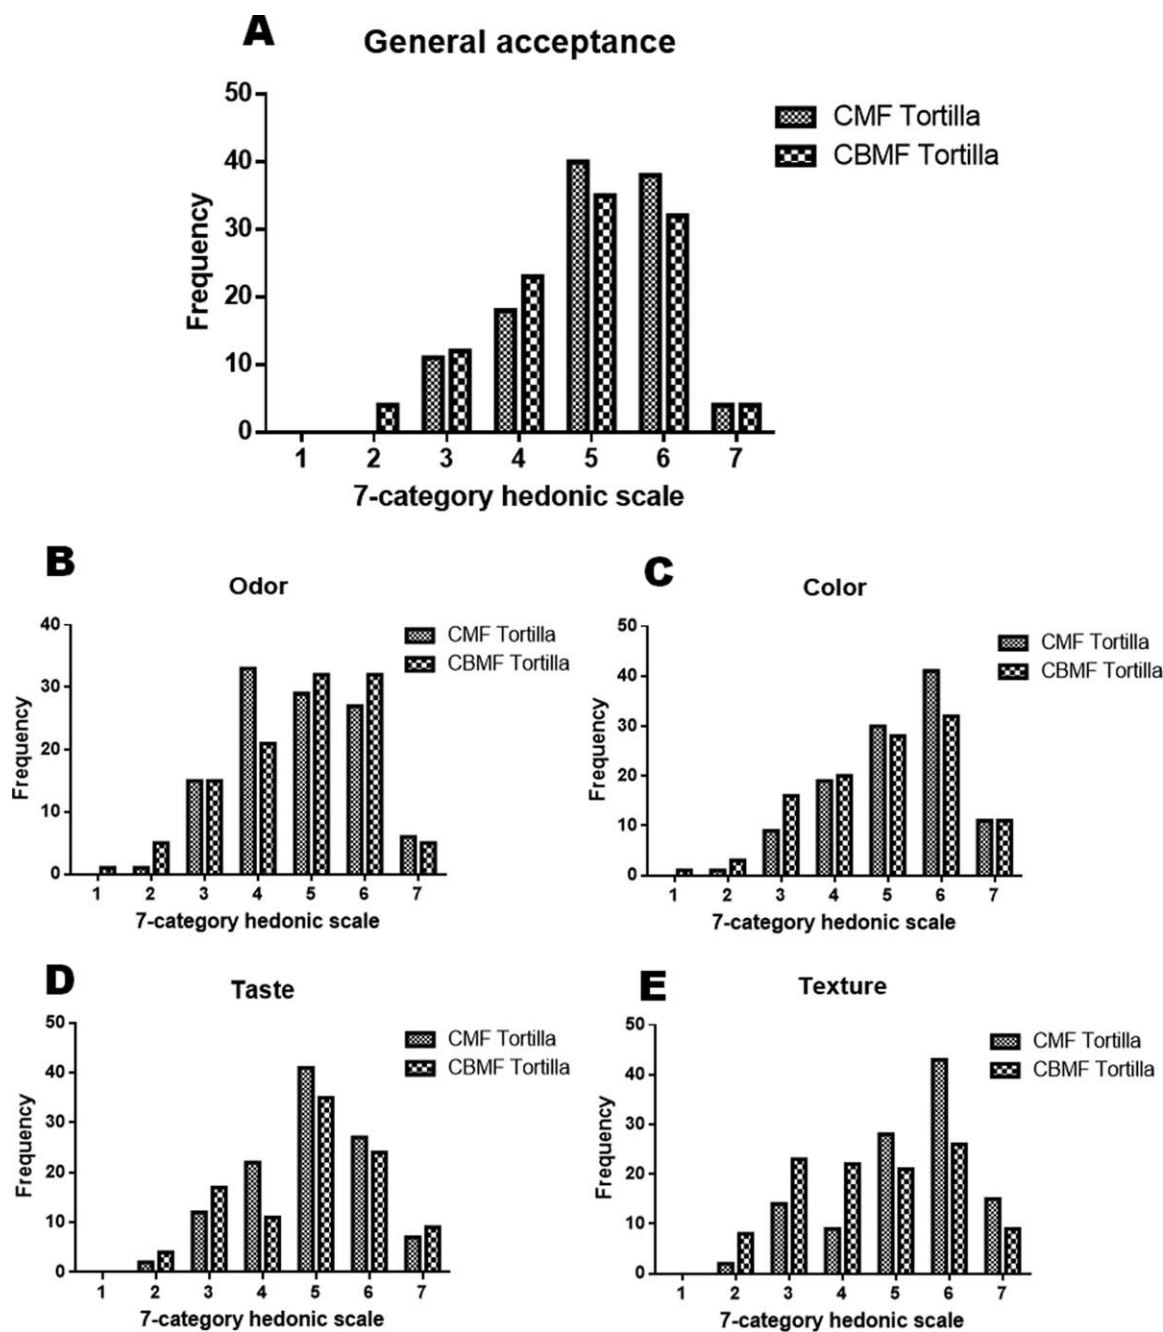 A
General acceptance
50
40
30
20
10
0
Frequency
CMF Tortilla
CBMF Tortilla
1 2 3 4 5 6 7
7-category hedonic scale
B
Odor
40
30
20
10
0
Frequency
CMF Tortilla
CBMF Tortilla
1 2 3 4 5 6 7
7-category hedonic scale
C
Color
50
40
30
20
10
0
Frequency
CMF Tortilla
CBMF Tortilla
1 2 3 4 5 6 7
7-category hedonic scale
D
Taste
50
40
30
20
10
0
Frequency
CMF Tortilla
CBMF Tortilla
1 2 3 4 5 6 7
7-category hedonic scale
E
Texture
50
40
30
20
10
0
Frequency
CMF Tortilla
CBMF Tortilla
1 2 3 4 5 6 7
7-category hedonic scale